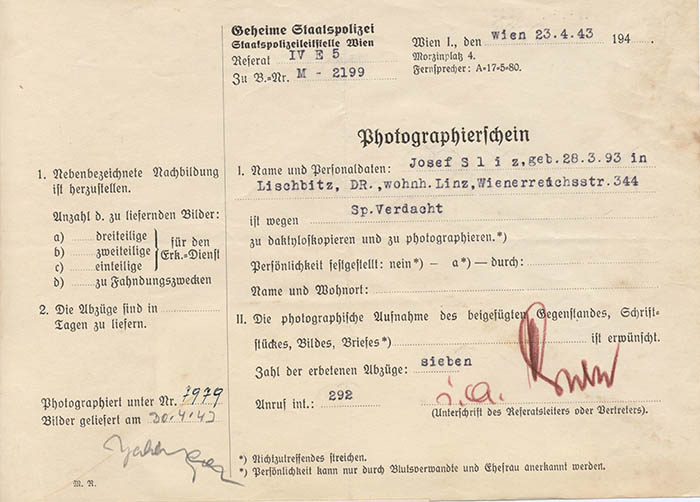 Geheime Staatspolizei
Staatspolizeileitstelle Wien
Referat IV E 5
Zu B.=Nr. M - 2199
Wien I., den wien 23.4.43 194
Morzinplatz 4.
Fernsprecher: A=17=5=80.
Photographierschein
1. Nebenbezeichnete Nachbildung
ist herzustellen.
Anzahl d. zu liefernden Bilder:
a) dreiteilige
b) zweiteilige
c) einteilige
für den
Erk.=Dienst
d) zu Fahndungszwecken
2. Die Abzüge sind in
Tagen zu liefern.
Photographiert unter Nr. 7979
Bilder geliefert am 30.4.43
M. N.
I. Name und Personaldaten: Josef S l i z,geb.28.3.93 in
Lischbitz, DR.,wohnh.Linz,Wienerreichsstr.344
ist wegen Sp.Verdacht
zu daktyloskopieren und zu photographieren.*)
Persönlichkeit festgestellt: nein*) — a*) — durch:
Name und Wohnort:
II. Die photographische Aufnahme des beigefügten Gegenstandes, Schrift=
stückes, Bildes, Briefes*) ist erwünscht.
Zahl der erbetenen Abzüge: sieben
Anruf int.: 292
i.A.
(Unterschrift des Referatsleiters oder Vertreters).
*) Nichtzutreffendes streichen.
*) Persönlichkeit kann nur durch Blutsverwandte und Ehefrau anerkannt werden.